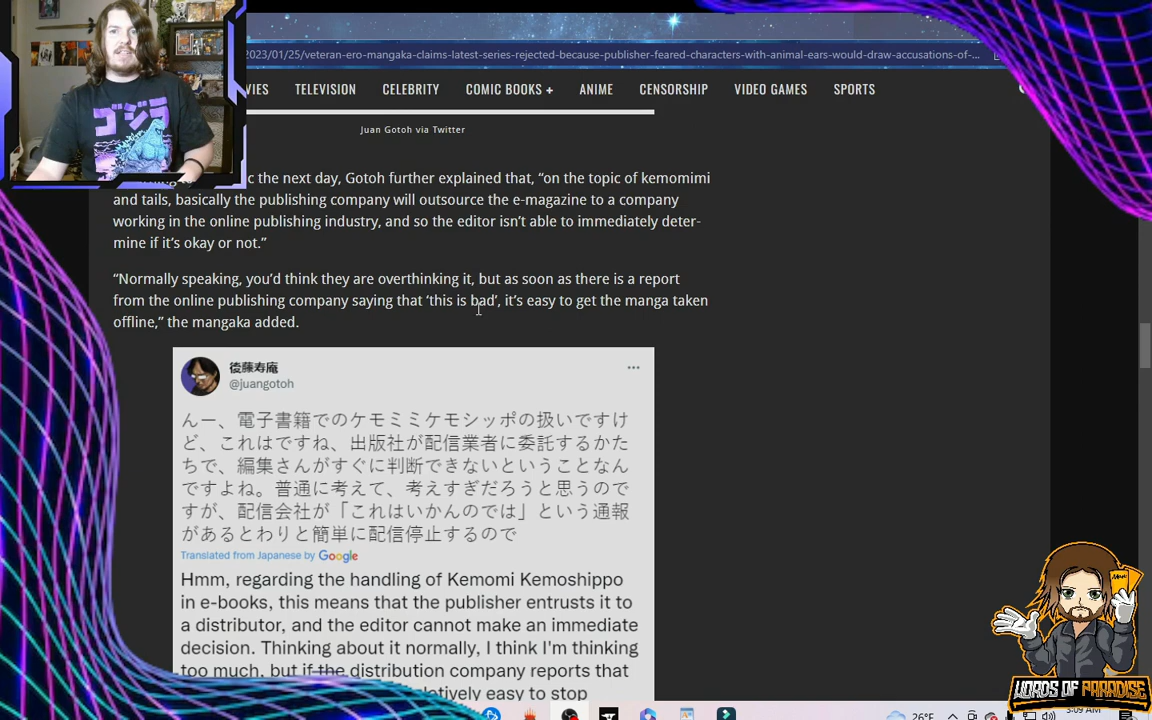 ゴジラ
2023/01/25/veteran-ero-mangaka-claims-latest-series-rejected-because-publisher-feared-characters-with-animal-ears-would-draw-accusations-of-...
VIES TELEVISION CELEBRITY COMIC BOOKS + ANIME CENSORSHIP VIDEO GAMES SPORTS
Juan Gotoh via Twitter
c the next day, Gotoh further explained that, “on the topic of kemomimi
and tails, basically the publishing company will outsource the e-magazine to a company
working in the online publishing industry, and so the editor isn’t able to immediately deter-
mine if it’s okay or not.”
“Normally speaking, you’d think they are overthinking it, but as soon as there is a report
from the online publishing company saying that ‘this is bad’, it’s easy to get the manga taken
offline,” the mangaka added.
後藤寿庵
@juangotoh
んー、電子書籍でのケモミミケモシッポの扱いですけ
ど、これはですね、出版社が配信業者に委託するかた
ちで、編集さんがすぐに判断できないということなん
ですよね。普通に考えて、考えすぎだろうと思うので
すが、配信会社が「これはいかんのでは」という通報
があるとわりと簡単に配信停止するので
Translated from Japanese by Google
Hmm, regarding the handling of Kemomi Kemoshippo
in e-books, this means that the publisher entrusts it to
a distributor, and the editor cannot make an immediate
decision. Thinking about it normally, I think I'm thinking
too much, but if the distribution company reports that
letively easy to stop
WORDS OF PARADISE
26°F
3:09 AM